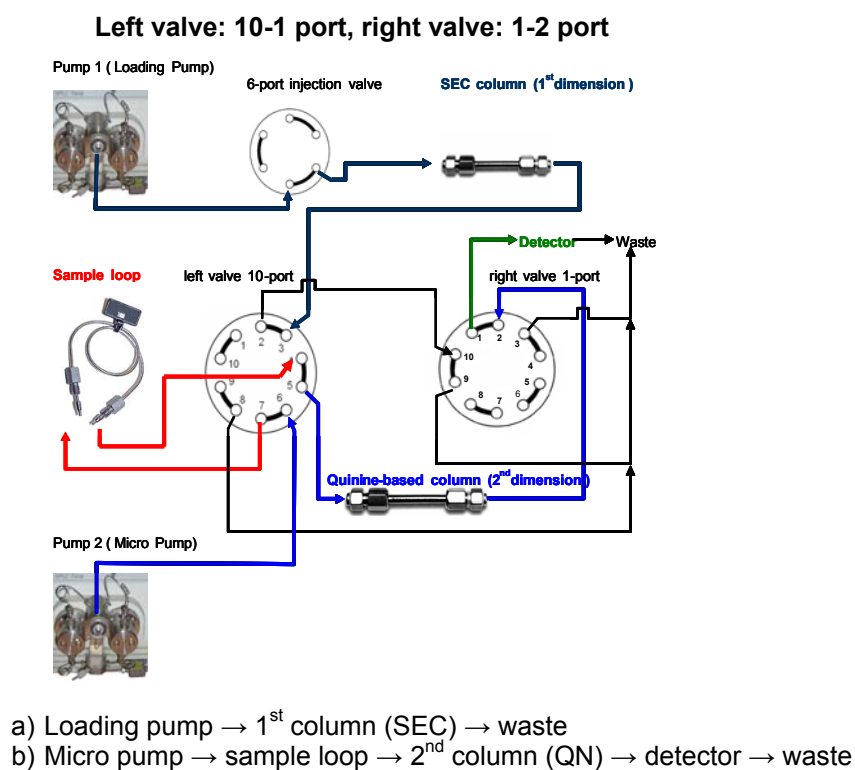 Left valve: 10-1 port, right valve: 1-2 port
Pump 1 ( Loading Pump)
6-port injection valve
SEC column (1st dimension )
Detector
Waste
Sample loop
left valve 10-port
right valve 1-port
1
2
3
10
9
8
7
6
5
1
2
3
4
5
6
7
8
9
10
Quinine-based column (2nd dimension)
Pump 2 ( Micro Pump)
a) Loading pump → 1st column (SEC) → waste
b) Micro pump → sample loop → 2nd column (QN) → detector → waste